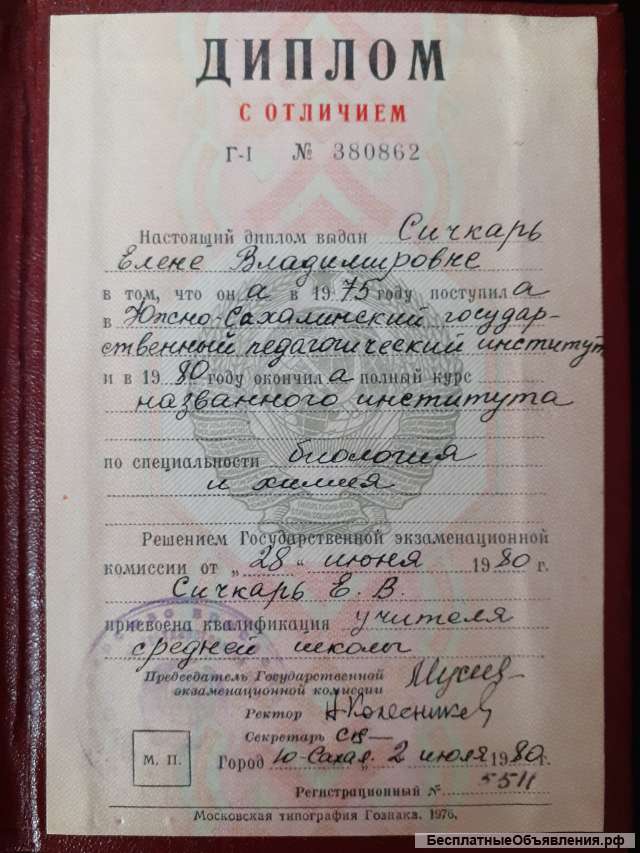 ДИПЛОМ
С ОТЛИЧИЕМ
Г-I № 380862
Настоящий диплом выдан Сичкарь
Елене Владимировне
в том, что она в 1975 году поступила
в Южно-Сахалинский государ-
ственный педагогический институт
и в 1980 году окончила полный курс
названного института
по специальности биология
и химия
Решением Государственной экзаменационной
комиссии от „28" июня 1980 г.
Сичкарь Е. В.
присвоена квалификация учителя
средней школы
Председатель Государственной
экзаменационной комиссии
Ректор Н Колесников
Секретарь
М. П.
Город Ю-Сахал. 2 июля 1980 г.
Регистрационный № 5511
Московская типография Гознака. 1976.
БесплатныеОбъявления.рф